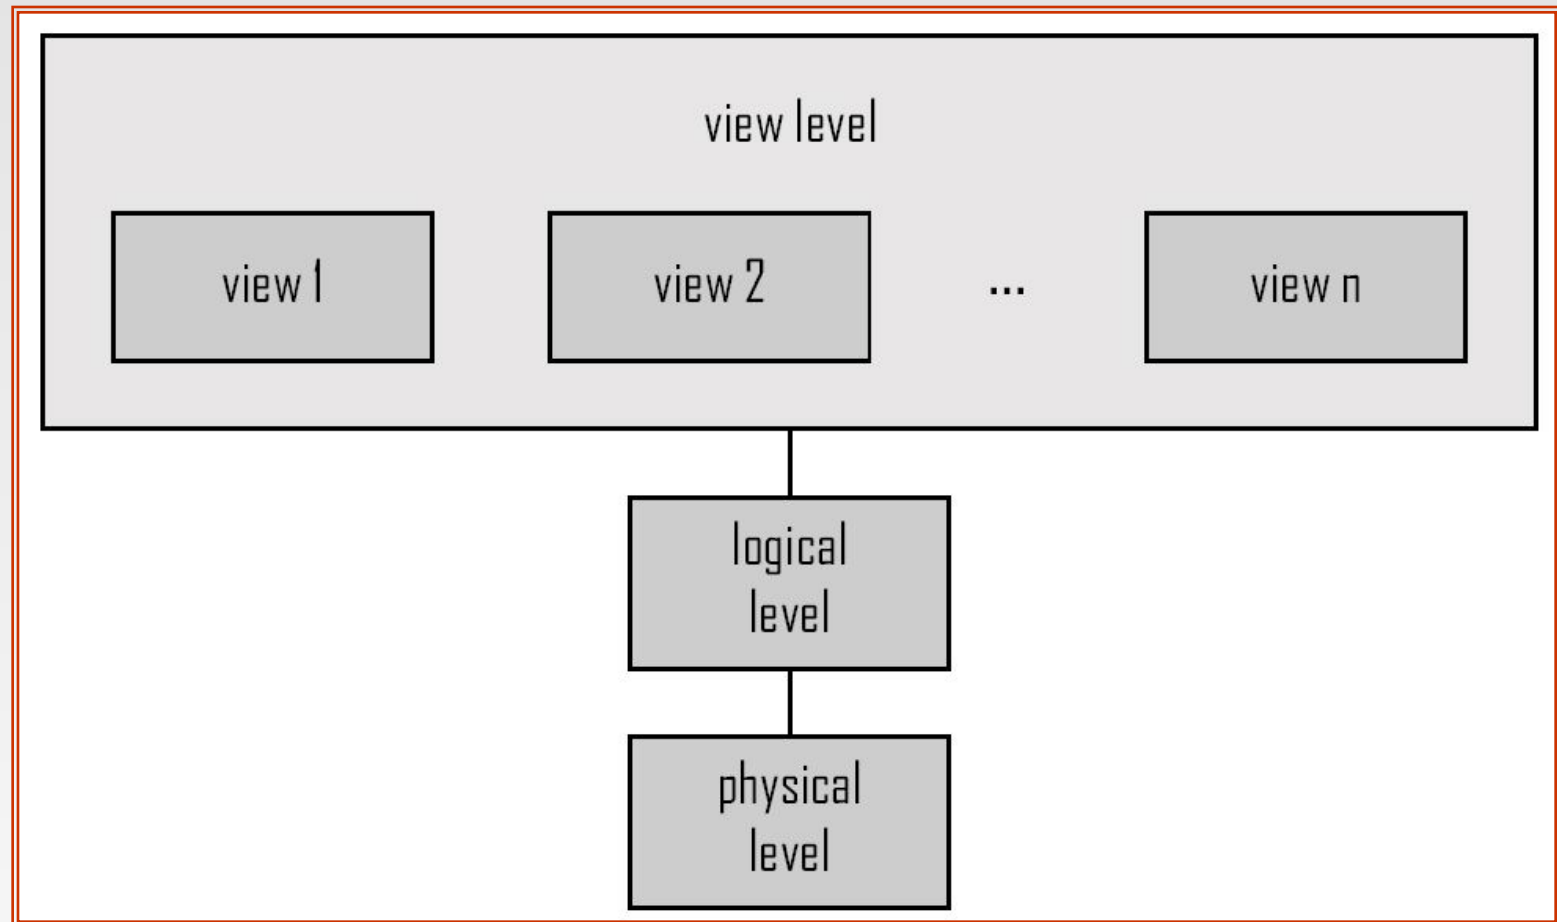 view level
view 1
view 2
...
view n
logical
level
physical
level